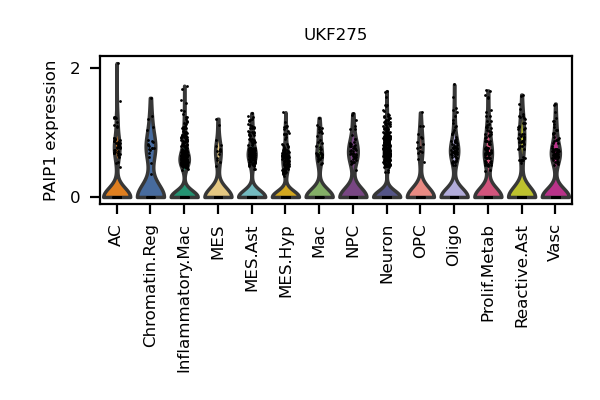 UKF275
PAIP1 expression
2
0
AC
Chromatin.Reg
Inflammatory.Mac
MES
MES.Ast
MES.Hyp
Mac
NPC
Neuron
OPC
Oligo
Prolif.Metab
Reactive.Ast
Vasc